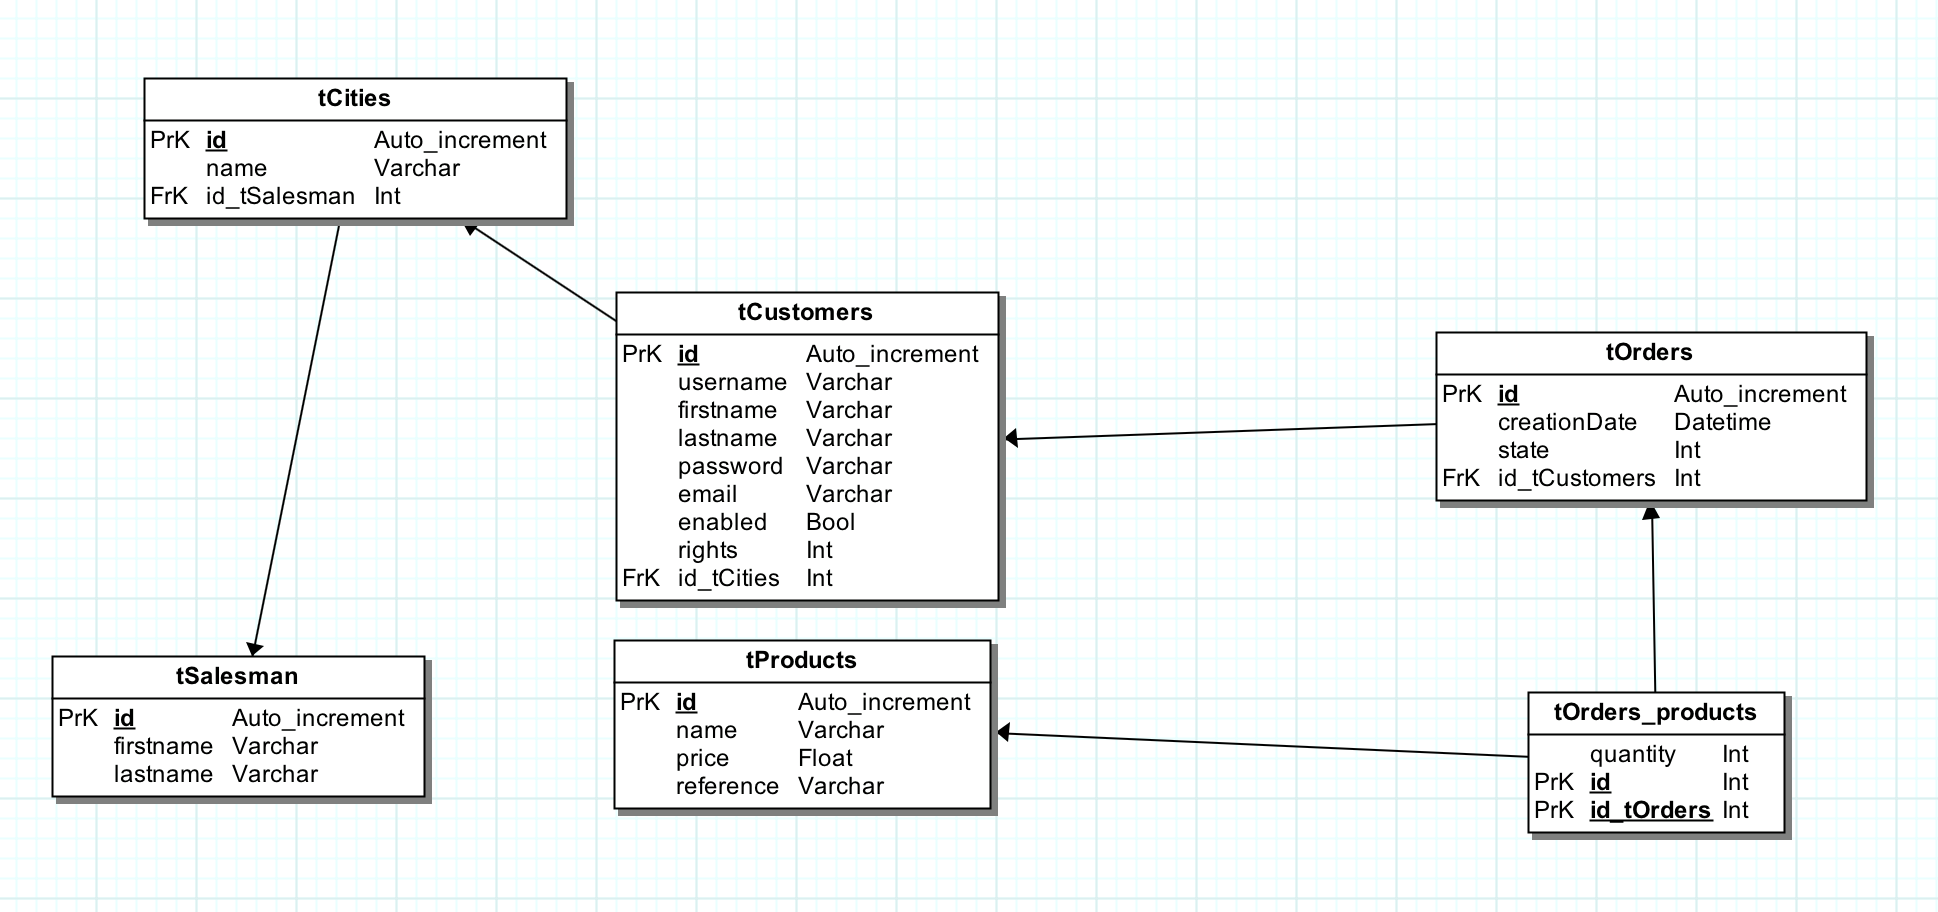 tCities
PrK id Auto_increment
name Varchar
FrK id_tSalesman Int
tCustomers
PrK id Auto_increment
username Varchar
firstname Varchar
lastname Varchar
password Varchar
email Varchar
enabled Bool
rights Int
FrK id_tCities Int
tOrders
PrK id Auto_increment
creationDate Datetime
state Int
FrK id_tCustomers Int
tSalesman
PrK id Auto_increment
firstname Varchar
lastname Varchar
tProducts
PrK id Auto_increment
name Varchar
price Float
reference Varchar
tOrders_products
quantity Int
PrK id Int
PrK id_tOrders Int